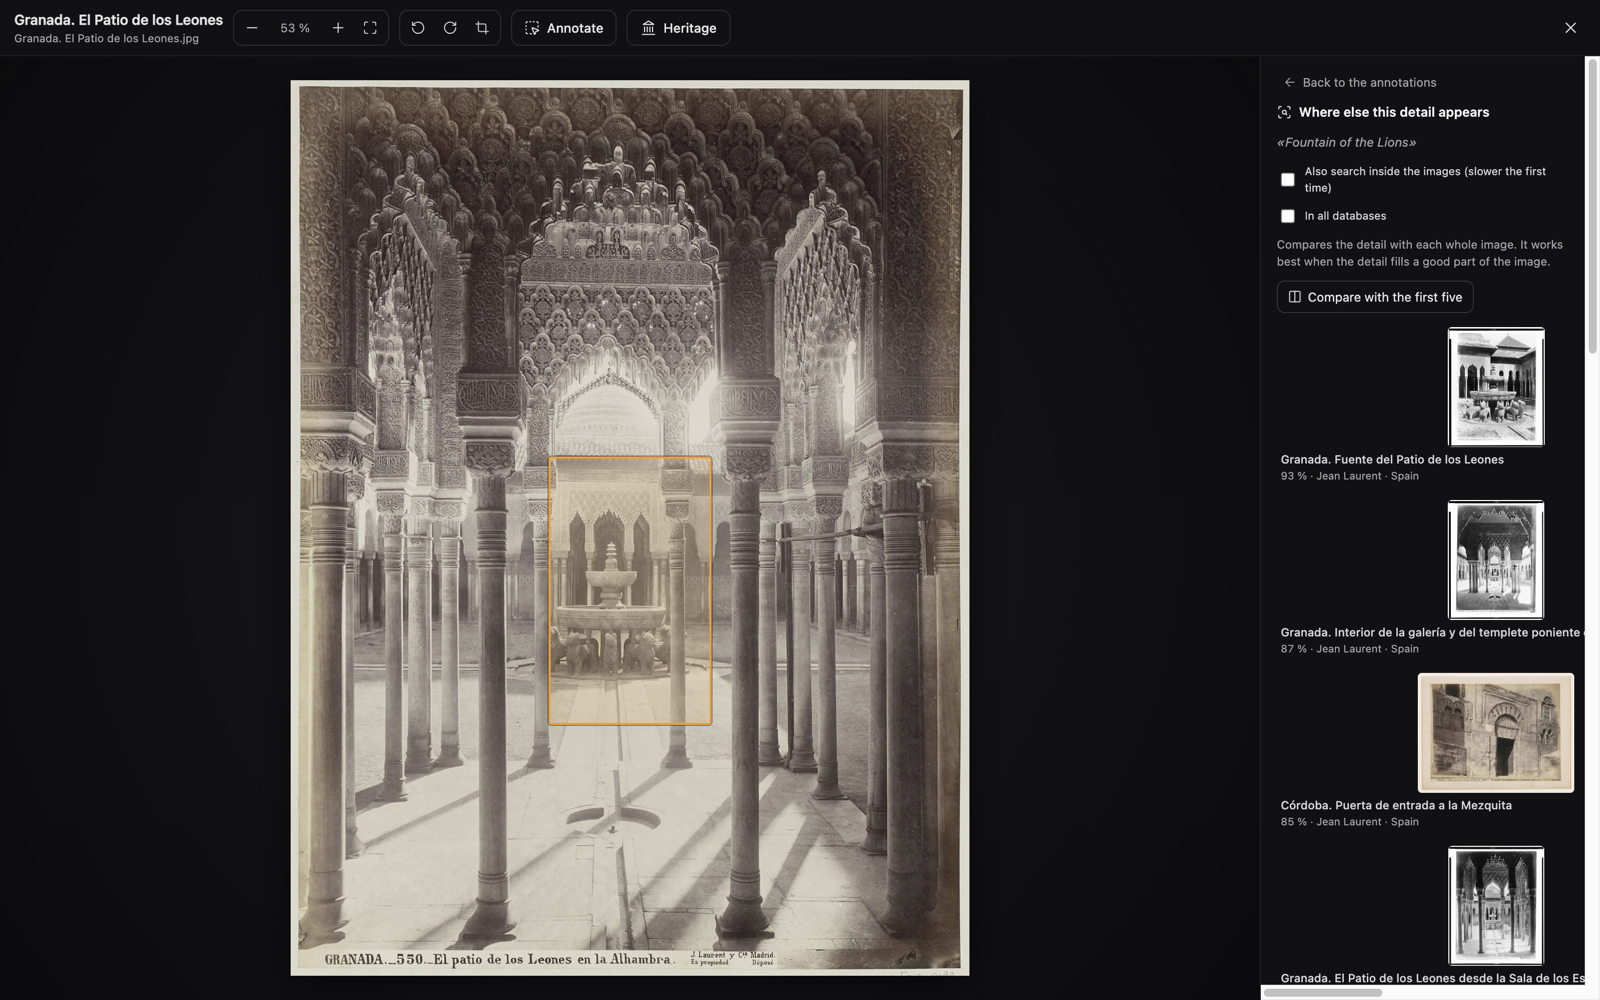 Granada. El Patio de los Leones
Granada. El Patio de los Leones.jpg
53 %
Annotate
Heritage
Back to the annotations
Where else this detail appears
«Fountain of the Lions»
Also search inside the images (slower the first
time)
In all databases
Compares the detail with each whole image. It works
best when the detail fills a good part of the image.
Compare with the first five
Granada. Fuente del Patio de los Leones
93 % · Jean Laurent · Spain
Granada. Interior de la galería y del templete poniente
87 % · Jean Laurent · Spain
Córdoba. Puerta de entrada a la Mezquita
85 % · Jean Laurent · Spain
Granada. El Patio de los Leones desde la Sala de los Es
GRANADA._550._El patio de los Leones en la Alhambra.
J. Laurent y Cia Madrid.
Es propiedad. Déposé